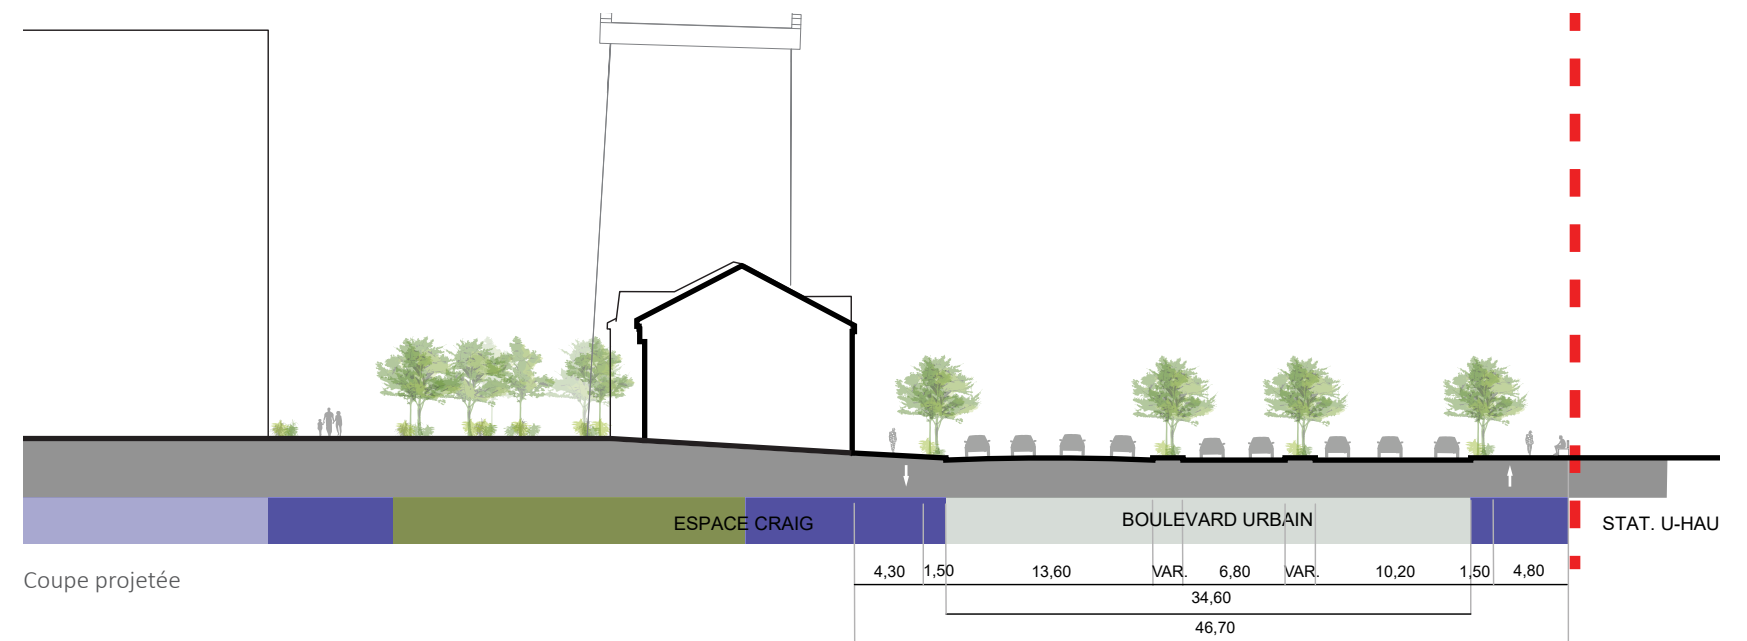 ESPACE CRAIG
BOULEVARD URBAIN
STAT. U-HAU
Coupe projetée
4,30 1,50 13,60 VAR. 6,80 VAR. 10,20 1,50 4,80
34,60
46,70